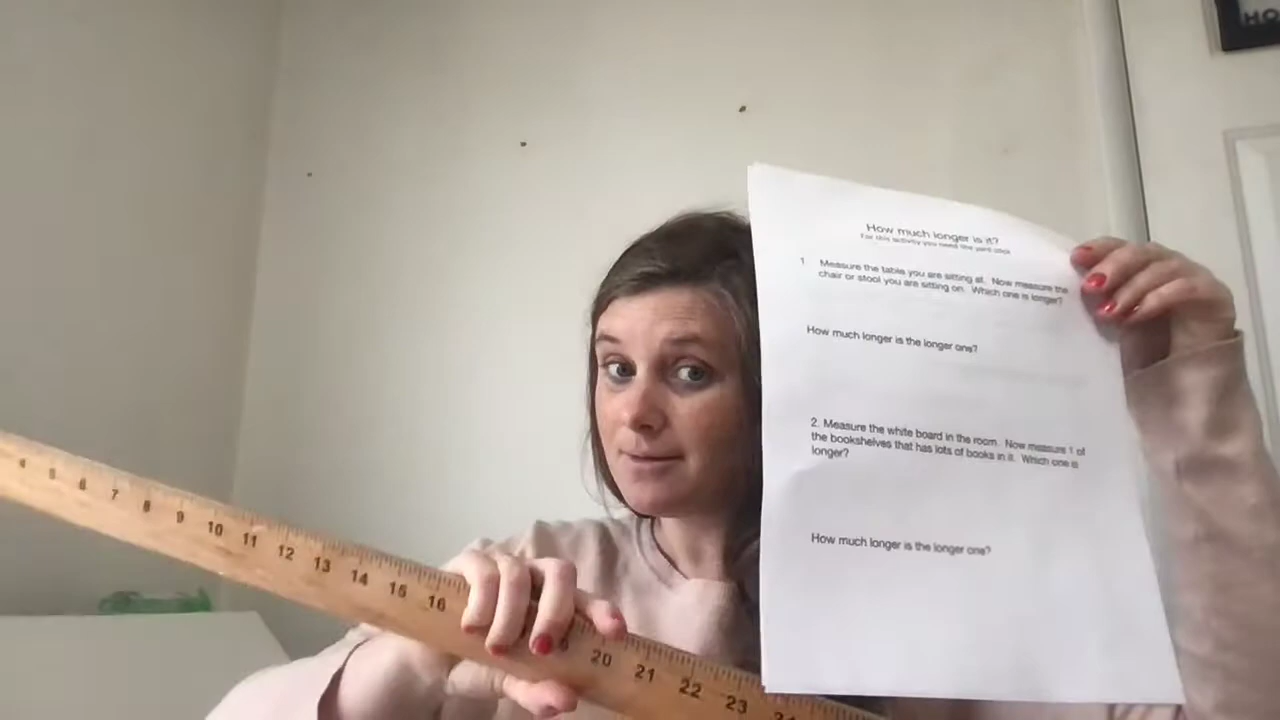 HO
How much longer is it?
For this activity you need the yard stick
1 Measure the table you are sitting at. Now measure the
chair or stool you are sitting on. Which one is longer?
How much longer is the longer one?
2. Measure the white board in the room. Now measure 1 of
the bookshelves that has lots of books in it. Which one is
longer?
How much longer is the longer one?
4 5 6 7 8 9 10 11 12 13 14 15 16 20 21 22 23 24